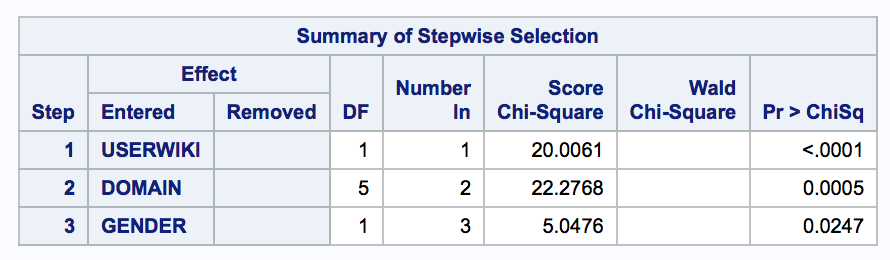 Summary of Stepwise Selection
Step Effect DF Number In Score Chi-Square Wald Chi-Square Pr > ChiSq
Entered Removed
1 USERWIKI 1 1 20.0061 <.0001
2 DOMAIN 5 2 22.2768 0.0005
3 GENDER 1 3 5.0476 0.0247